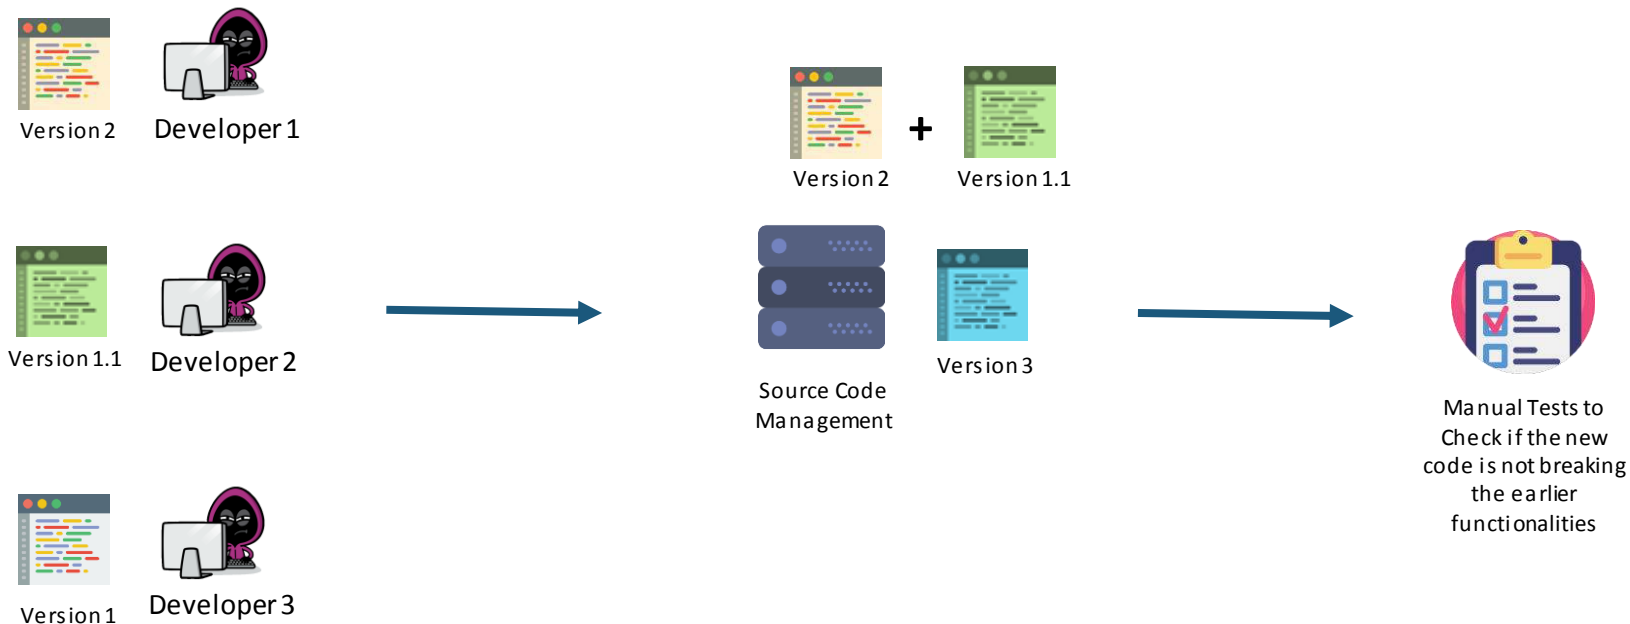 Version 2
Developer 1
Version 1.1
Developer 2
Version 1
Developer 3
Version 2
+
Version 1.1
Source Code
Management
Version 3
Manual Tests to
Check if the new
code is not breaking
the earlier
functionalities